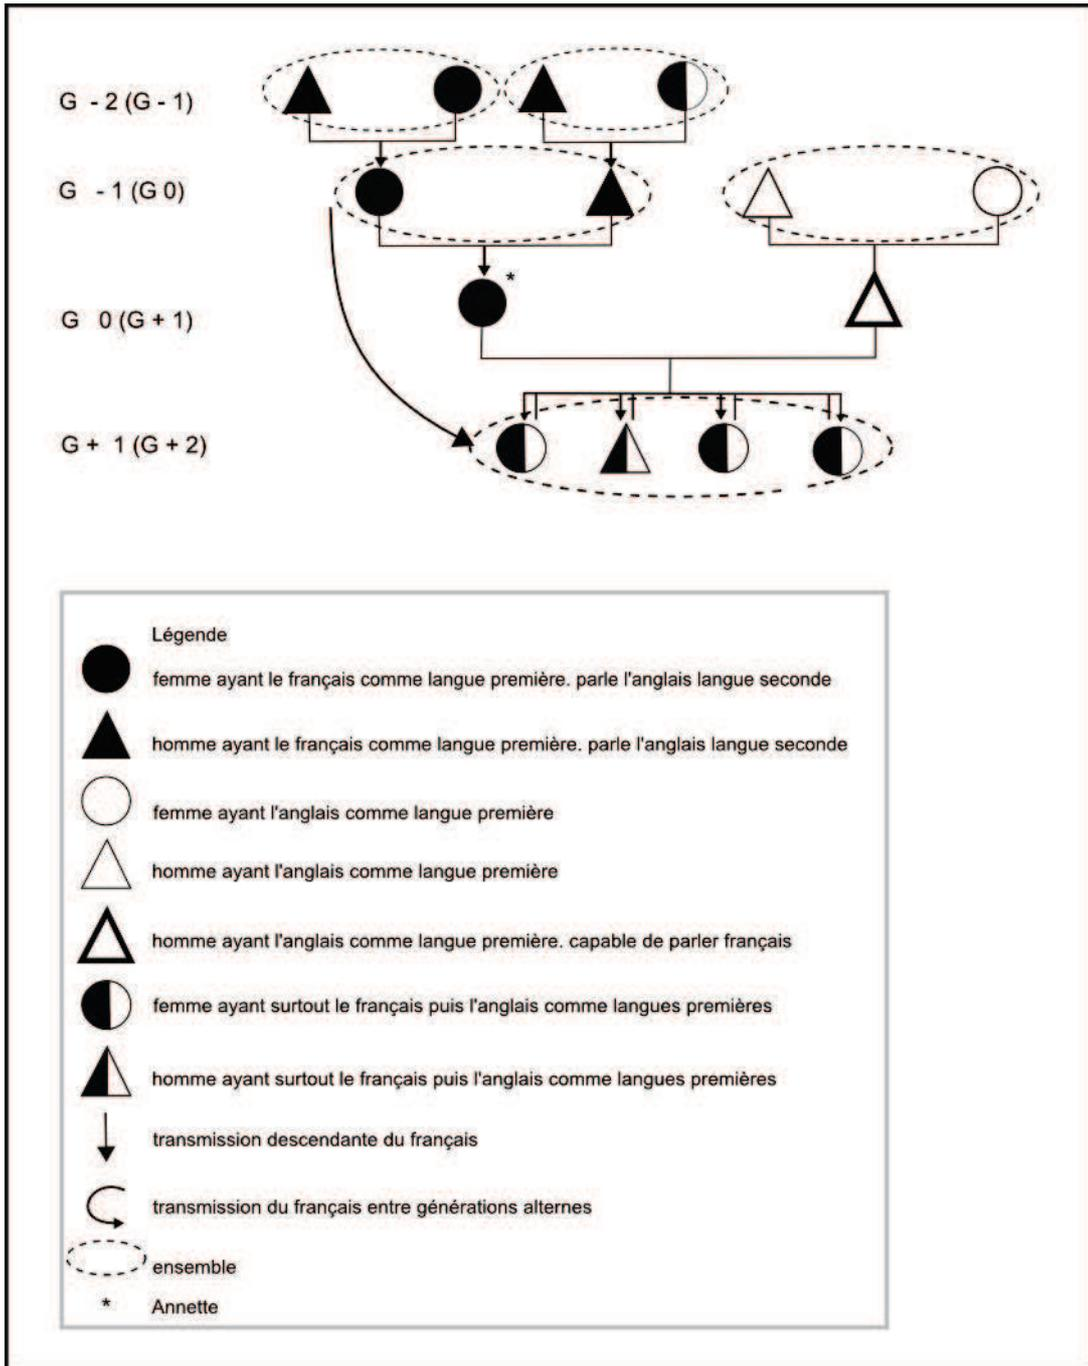 G - 2 (G - 1)
G - 1 (G 0)
*
G 0 (G + 1)
G + 1 (G + 2)
Légende
femme ayant le français comme langue première. parle l'anglais langue seconde
homme ayant le français comme langue première. parle l'anglais langue seconde
femme ayant l'anglais comme langue première
homme ayant l'anglais comme langue première
homme ayant l'anglais comme langue première. capable de parler français
femme ayant surtout le français puis l'anglais comme langues premières
homme ayant surtout le français puis l'anglais comme langues premières
transmission descendante du français
transmission du français entre générations alternes
ensemble
* Annette